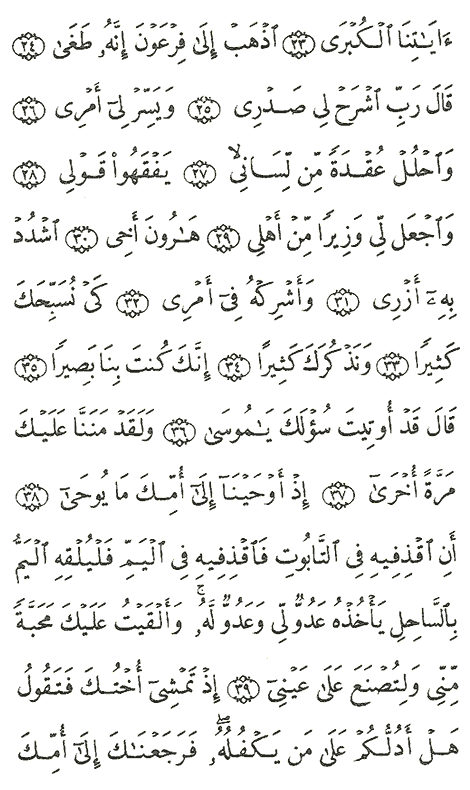 ءَايَٰتِنَا ٱلۡكُبۡرَى ٢٣ ٱذۡهَبۡ إِلَىٰ فِرۡعَوۡنَ إِنَّهُۥ طَغَىٰ ٢٤
قَالَ رَبِّ ٱشۡرَحۡ لِي صَدۡرِي ٢٥ وَيَسِّرۡ لِيٓ أَمۡرِي ٢٦
وَٱحۡلُلۡ عُقۡدَةٗ مِّن لِّسَانِي ٢٧ يَفۡقَهُواْ قَوۡلِي ٢٨
وَٱجۡعَل لِّي وَزِيرٗا مِّنۡ أَهۡلِي ٢٩ هَٰرُونَ أَخِي ٣٠ ٱشۡدُدۡ
بِهِۦٓ أَزۡرِي ٣١ وَأَشۡرِكۡهُ فِيٓ أَمۡرِي ٣٢ كَيۡ نُسَبِّحَكَ
كَثِيرٗا ٣٣ وَنَذۡكُرَكَ كَثِيرًا ٣٤ إِنَّكَ كُنتَ بِنَا بَصِيرٗا ٣٥
قَالَ قَدۡ أُوتِيتَ سُؤۡلَكَ يَٰمُوسَىٰ ٣٦ وَلَقَدۡ مَنَنَّا عَلَيۡكَ
مَرَّةً أُخۡرَىٰٓ ٣٧ إِذۡ أَوۡحَيۡنَآ إِلَىٰٓ أُمِّكَ مَا يُوحَىٰٓ ٣٨
أَنِ ٱقۡذِفِيهِ فِي ٱلتَّابُوتِ فَٱقۡذِفِيهِ فِي ٱلۡيَمِّ فَلۡيُلۡقِهِ ٱلۡيَمُّ
بِٱلسَّاحِلِ يَأۡخُذۡهُ عَدُوّٞ لِّي وَعَدُوّٞ لَّهُۥۚ وَأَلۡقَيۡتُ عَلَيۡكَ مَحَبَّةٗ
مِّنِّي وَلِتُصۡنَعَ عَلَىٰ عَيۡنِيٓ ٣٩ إِذۡ تَمۡشِيٓ أُخۡتُكَ فَتَقُولُ
هَلۡ أَدُلُّكُمۡ عَلَىٰ مَن يَكۡفُلُهُۥۖ فَرَجَعۡنَٰكَ إِلَىٰٓ أُمِّكَ